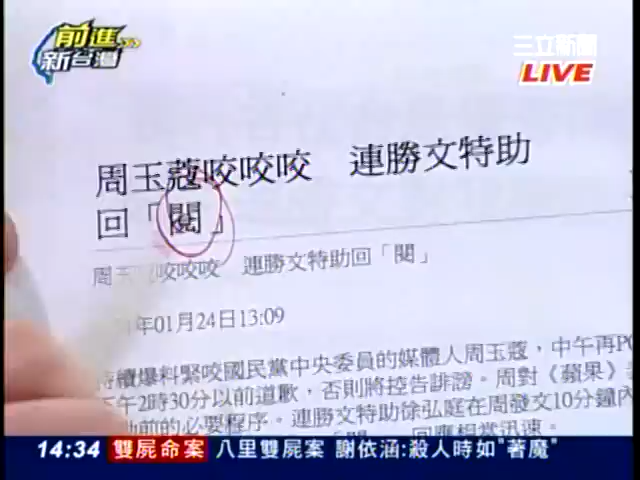 前進
新台灣
三立新聞
LIVE
周玉蔻咬咬咬　連勝文特助
回「閱」
周玉　咬咬咬　連勝文特助回「閱」
年01月24日13:09
續爆料緊咬國民黨中央委員的媒體人周玉蔻，中午再PO
午2時30分以前道歉，否則將控告誹謗。周對《蘋果》
前的必要程序。連勝文特助徐弘庭在周發文10分鐘內
回應相當迅速。
14:34 雙屍命案 八里雙屍案 謝依涵:殺人時如"著魔"